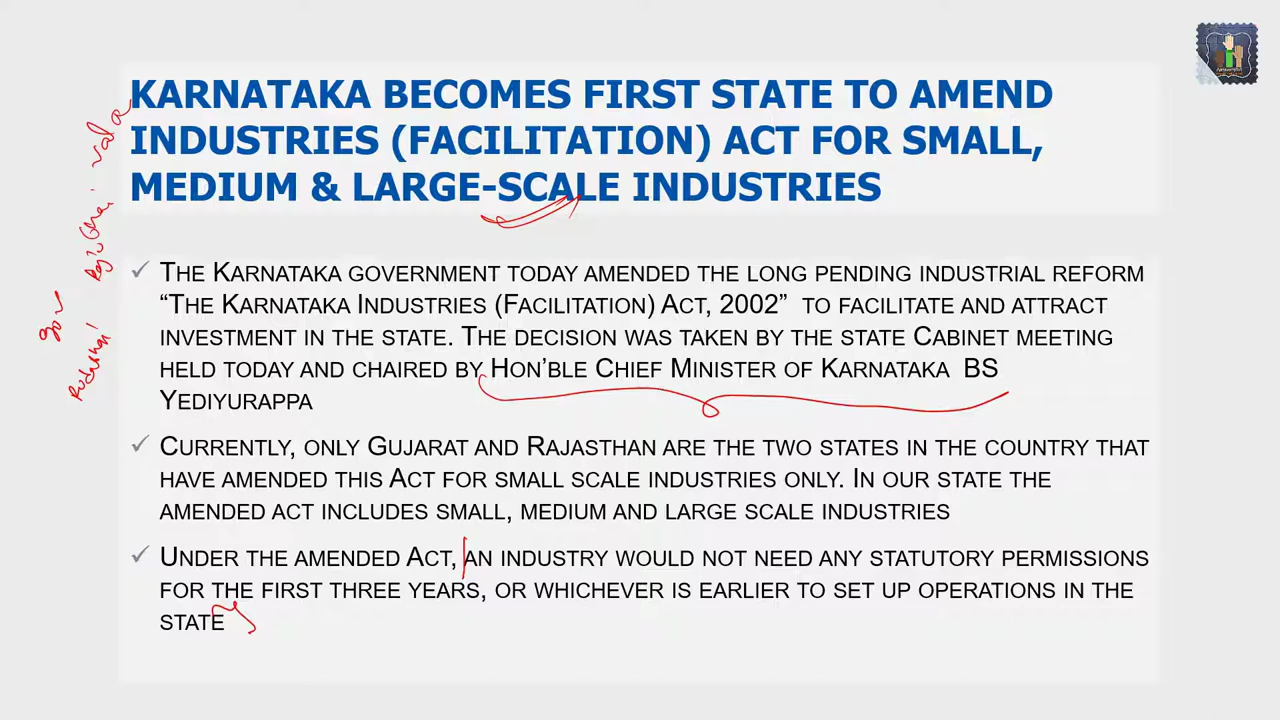 KARNATAKA BECOMES FIRST STATE TO AMEND
INDUSTRIES (FACILITATION) ACT FOR SMALL,
MEDIUM & LARGE-SCALE INDUSTRIES
✓ THE KARNATAKA GOVERNMENT TODAY AMENDED THE LONG PENDING INDUSTRIAL REFORM
“THE KARNATAKA INDUSTRIES (FACILITATION) ACT, 2002” TO FACILITATE AND ATTRACT
INVESTMENT IN THE STATE. THE DECISION WAS TAKEN BY THE STATE CABINET MEETING
HELD TODAY AND CHAIRED BY HON’BLE CHIEF MINISTER OF KARNATAKA BS
YEDIYURAPPA
✓ CURRENTLY, ONLY GUJARAT AND RAJASTHAN ARE THE TWO STATES IN THE COUNTRY THAT
HAVE AMENDED THIS ACT FOR SMALL SCALE INDUSTRIES ONLY. IN OUR STATE THE
AMENDED ACT INCLUDES SMALL, MEDIUM AND LARGE SCALE INDUSTRIES
✓ UNDER THE AMENDED ACT, AN INDUSTRY WOULD NOT NEED ANY STATUTORY PERMISSIONS
FOR THE FIRST THREE YEARS, OR WHICHEVER IS EARLIER TO SET UP OPERATIONS IN THE
STATE